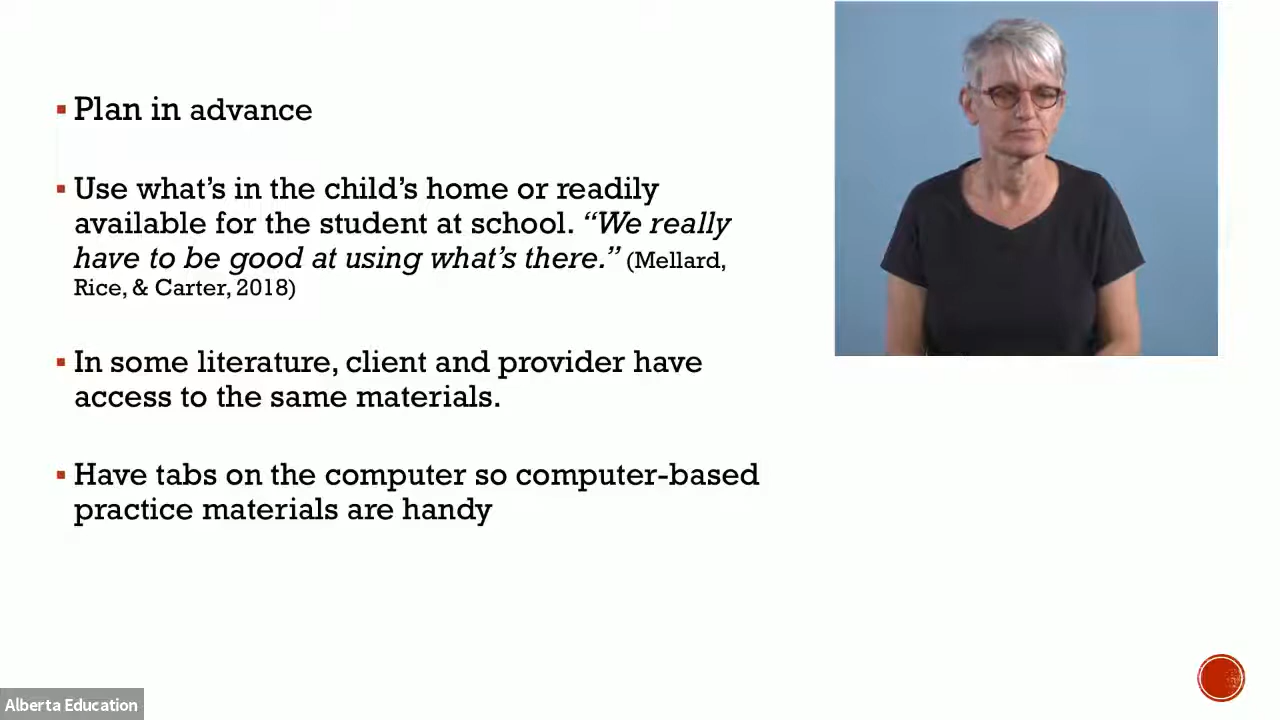 Plan in advance
Use what’s in the child’s home or readily
available for the student at school. “We really
have to be good at using what’s there.” (Mellard,
Rice, & Carter, 2018)
In some literature, client and provider have
access to the same materials.
Have tabs on the computer so computer-based
practice materials are handy
Alberta Education